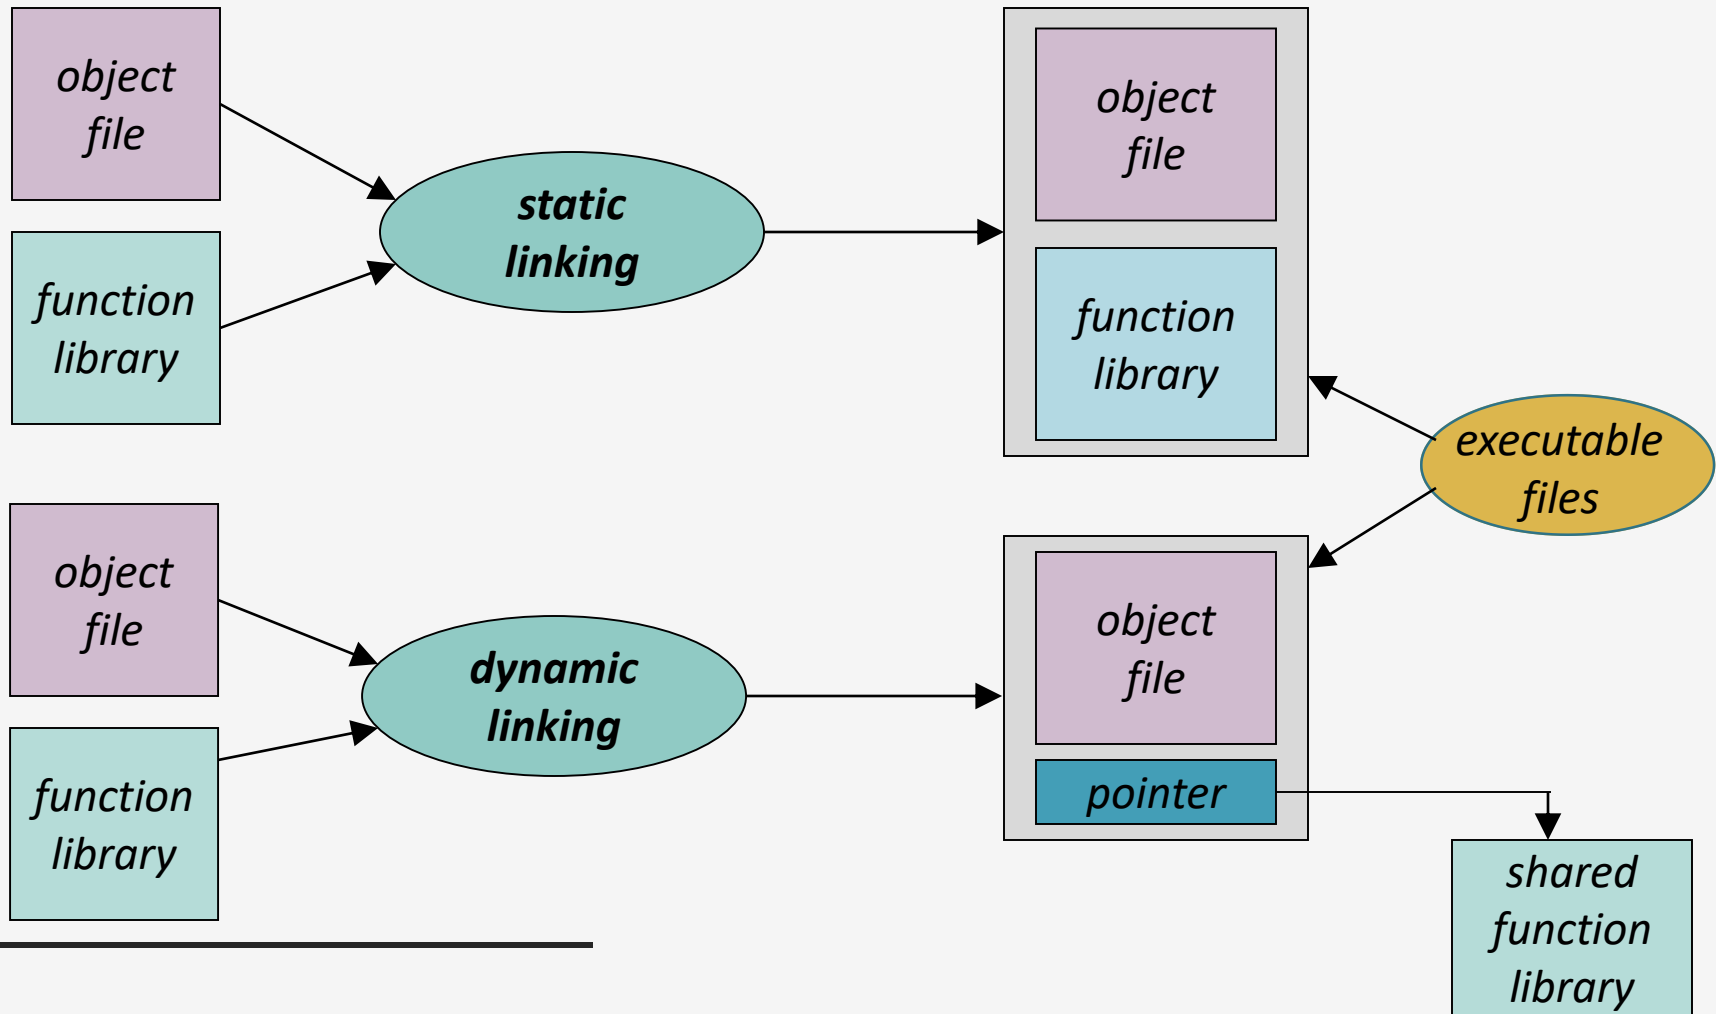 object
file
function
library
static
linking
object
file
function
library
executable
files
object
file
function
library
dynamic
linking
object
file
pointer
shared
function
library